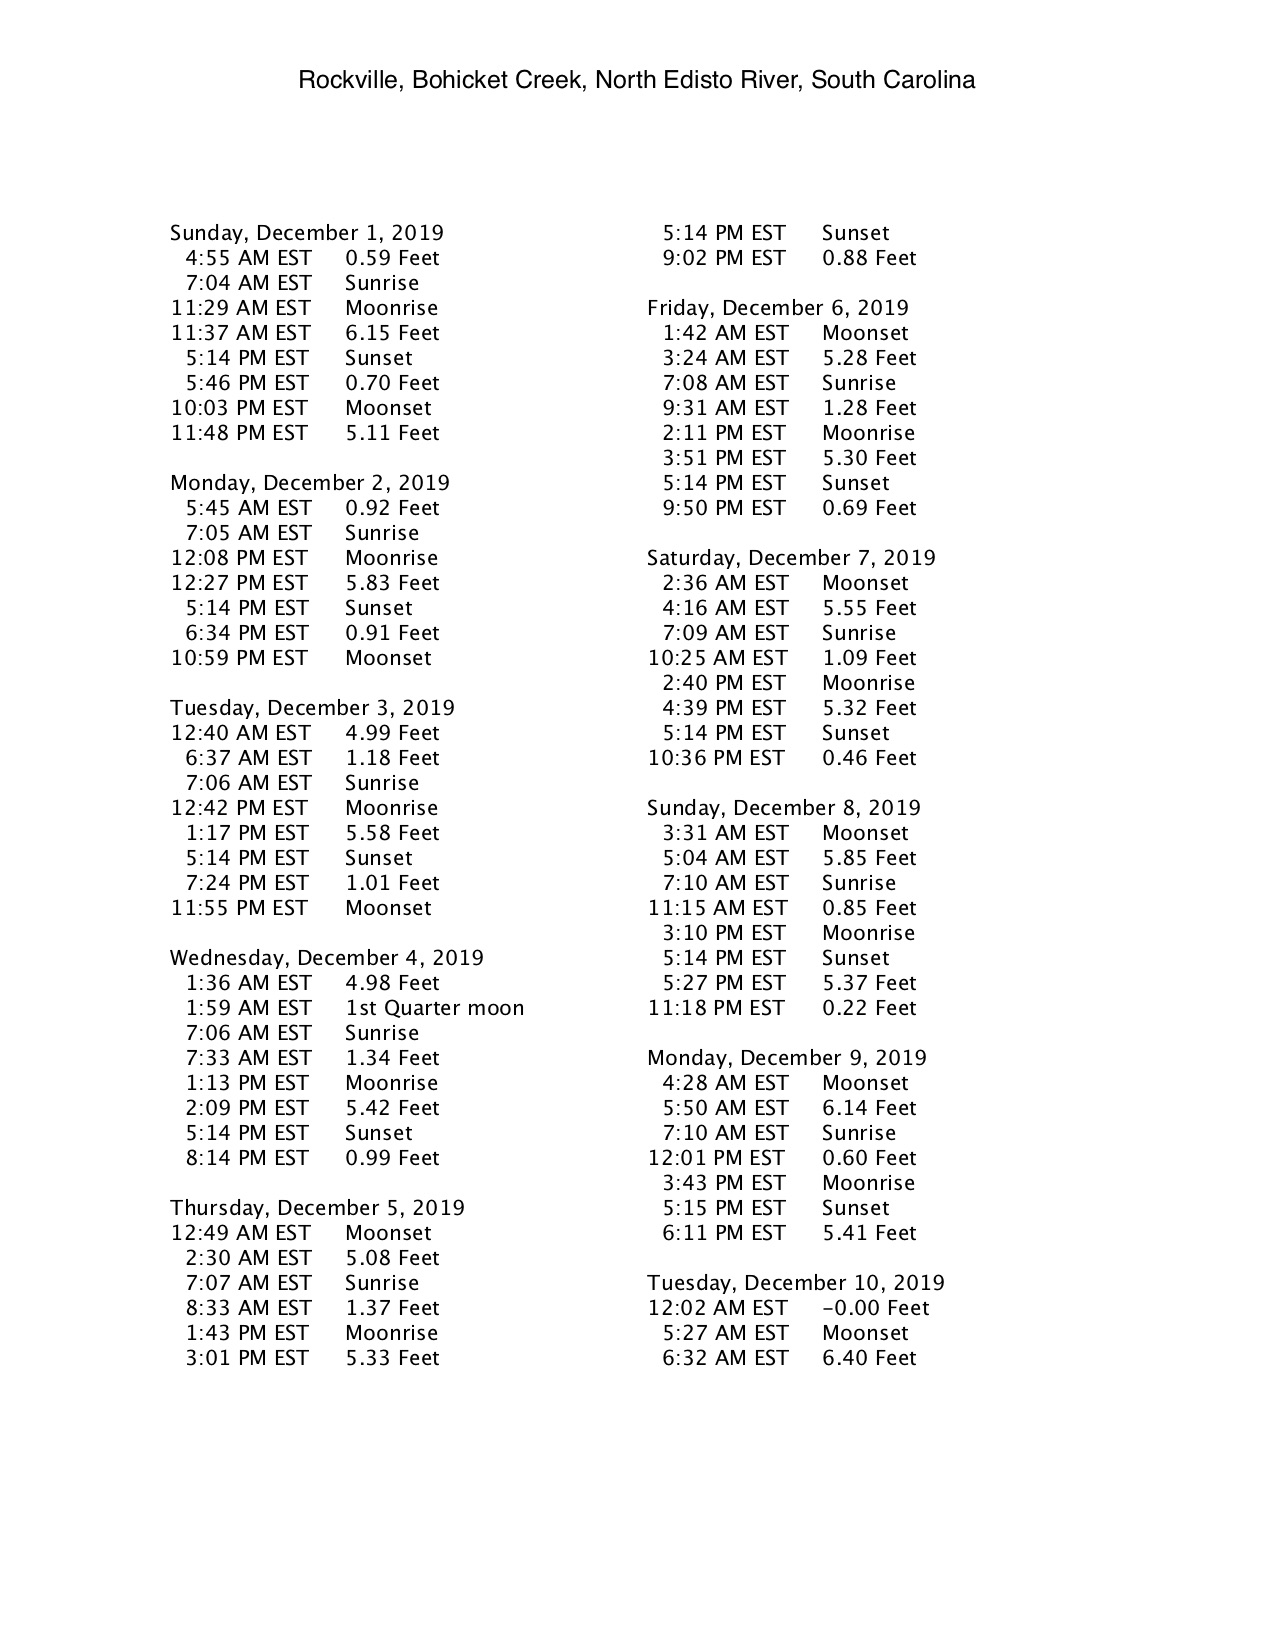 Rockville, Bohicket Creek, North Edisto River, South Carolina
Sunday, December 1, 2019
4:55 AM EST 0.59 Feet
7:04 AM EST Sunrise
11:29 AM EST Moonrise
11:37 AM EST 6.15 Feet
5:14 PM EST Sunset
5:46 PM EST 0.70 Feet
10:03 PM EST Moonset
11:48 PM EST 5.11 Feet
Monday, December 2, 2019
5:45 AM EST 0.92 Feet
7:05 AM EST Sunrise
12:08 PM EST Moonrise
12:27 PM EST 5.83 Feet
5:14 PM EST Sunset
6:34 PM EST 0.91 Feet
10:59 PM EST Moonset
Tuesday, December 3, 2019
12:40 AM EST 4.99 Feet
6:37 AM EST 1.18 Feet
7:06 AM EST Sunrise
12:42 PM EST Moonrise
1:17 PM EST 5.58 Feet
5:14 PM EST Sunset
7:24 PM EST 1.01 Feet
11:55 PM EST Moonset
Wednesday, December 4, 2019
1:36 AM EST 4.98 Feet
1:59 AM EST 1st Quarter moon
7:06 AM EST Sunrise
7:33 AM EST 1.34 Feet
1:13 PM EST Moonrise
2:09 PM EST 5.42 Feet
5:14 PM EST Sunset
8:14 PM EST 0.99 Feet
Thursday, December 5, 2019
12:49 AM EST Moonset
2:30 AM EST 5.08 Feet
7:07 AM EST Sunrise
8:33 AM EST 1.37 Feet
1:43 PM EST Moonrise
3:01 PM EST 5.33 Feet
5:14 PM EST Sunset
9:02 PM EST 0.88 Feet
Friday, December 6, 2019
1:42 AM EST Moonset
3:24 AM EST 5.28 Feet
7:08 AM EST Sunrise
9:31 AM EST 1.28 Feet
2:11 PM EST Moonrise
3:51 PM EST 5.30 Feet
5:14 PM EST Sunset
9:50 PM EST 0.69 Feet
Saturday, December 7, 2019
2:36 AM EST Moonset
4:16 AM EST 5.55 Feet
7:09 AM EST Sunrise
10:25 AM EST 1.09 Feet
2:40 PM EST Moonrise
4:39 PM EST 5.32 Feet
5:14 PM EST Sunset
10:36 PM EST 0.46 Feet
Sunday, December 8, 2019
3:31 AM EST Moonset
5:04 AM EST 5.85 Feet
7:10 AM EST Sunrise
11:15 AM EST 0.85 Feet
3:10 PM EST Moonrise
5:14 PM EST Sunset
5:27 PM EST 5.37 Feet
11:18 PM EST 0.22 Feet
Monday, December 9, 2019
4:28 AM EST Moonset
5:50 AM EST 6.14 Feet
7:10 AM EST Sunrise
12:01 PM EST 0.60 Feet
3:43 PM EST Moonrise
5:15 PM EST Sunset
6:11 PM EST 5.41 Feet
Tuesday, December 10, 2019
12:02 AM EST −0.00 Feet
5:27 AM EST Moonset
6:32 AM EST 6.40 Feet